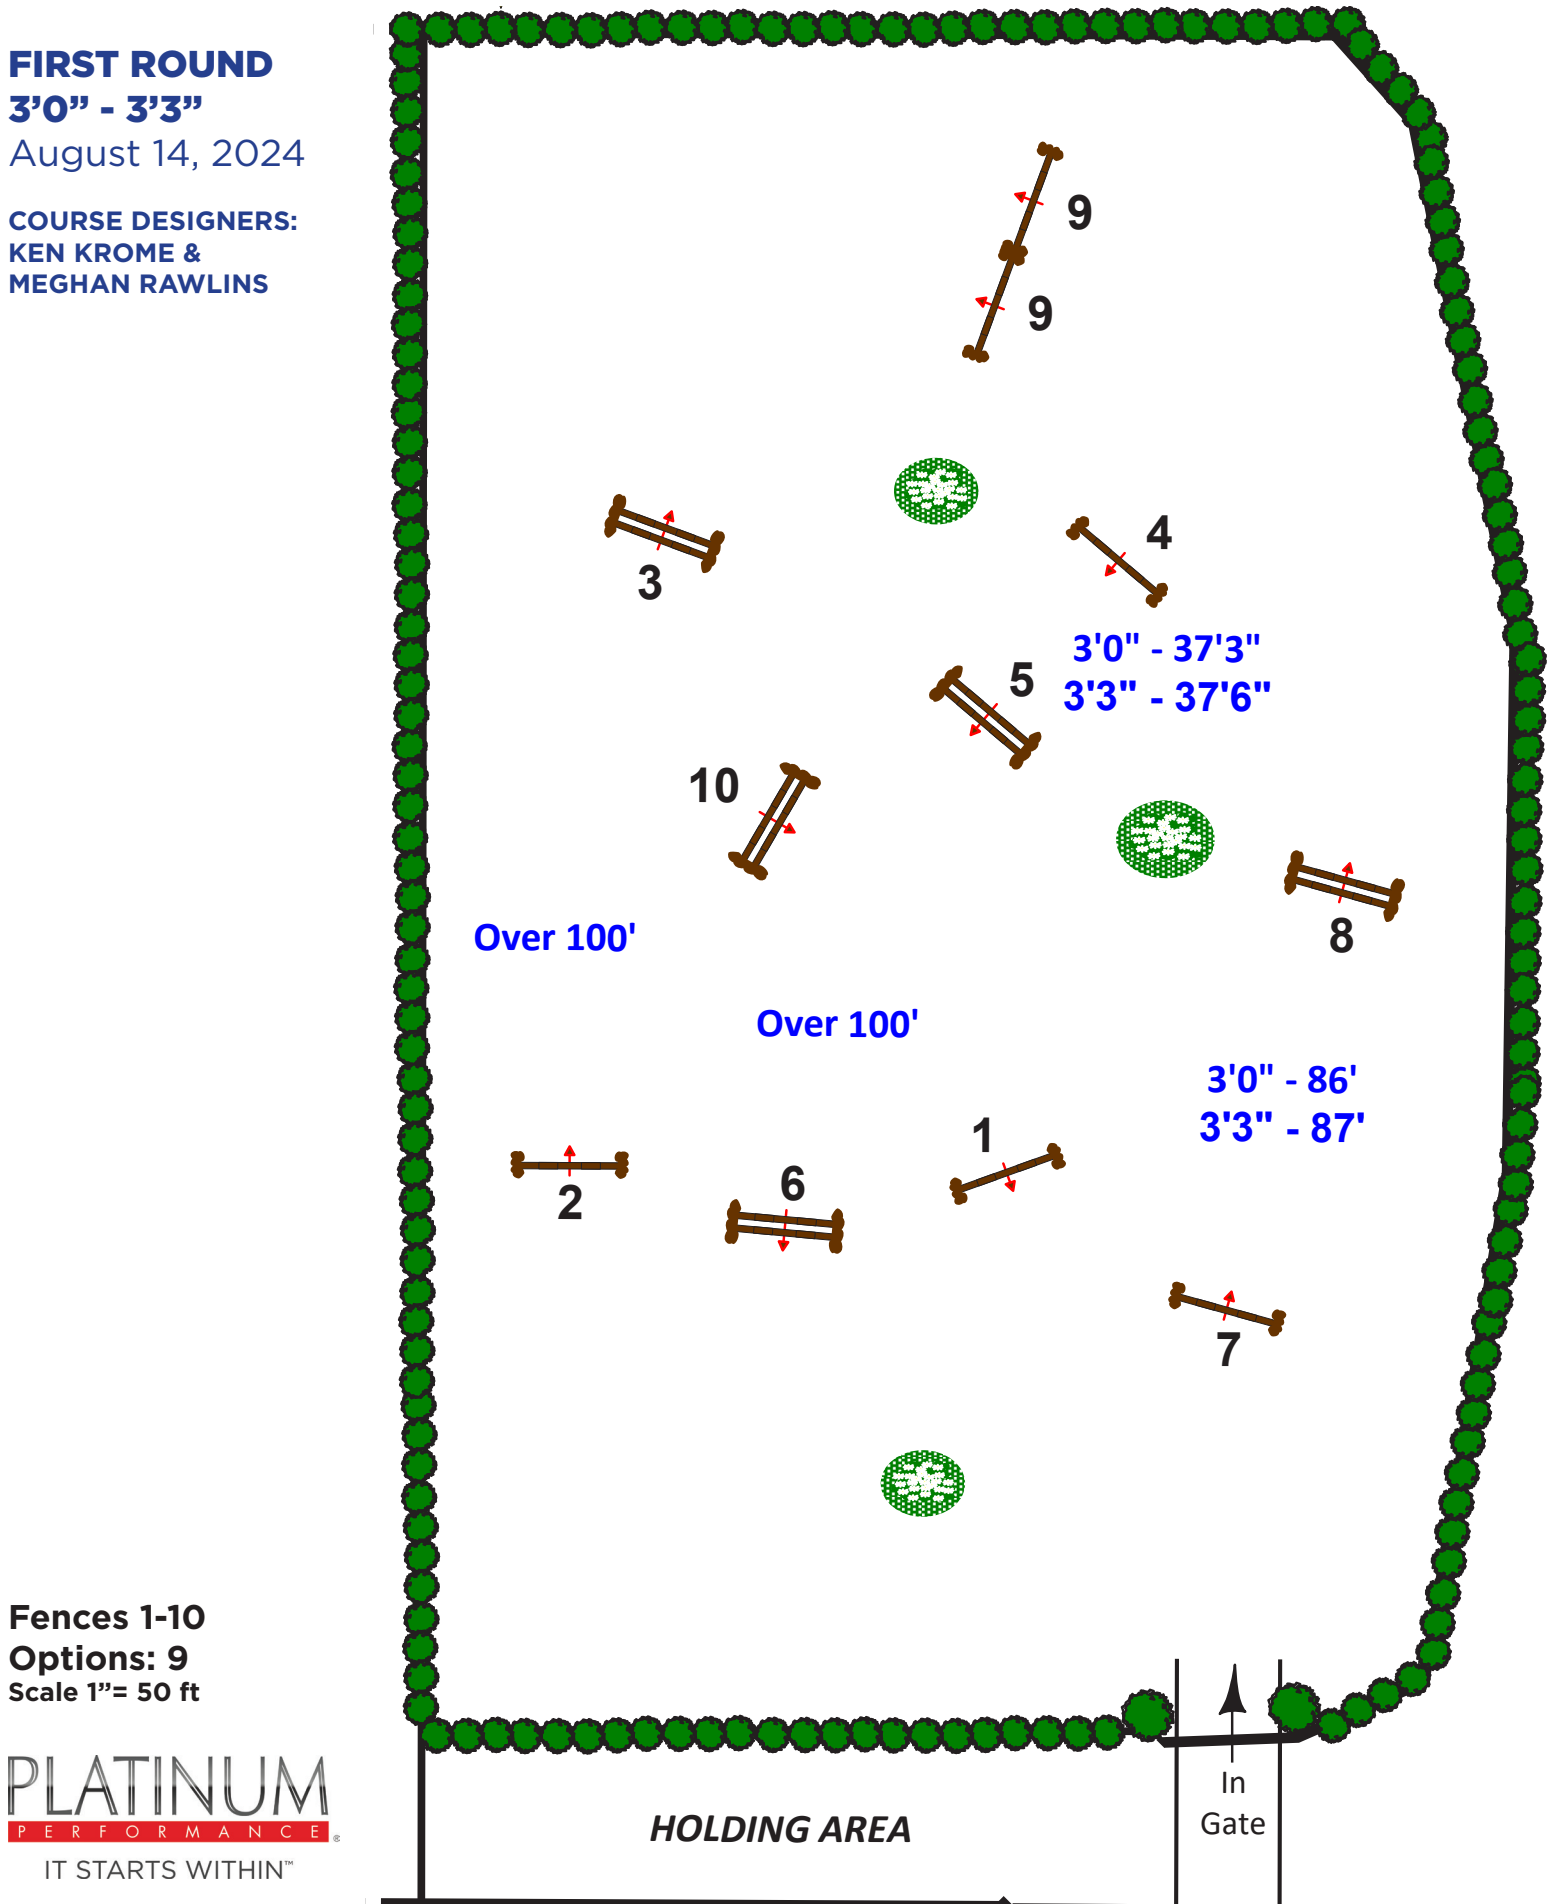 FIRST ROUND
3’0” - 3’3”
August 14, 2024
COURSE DESIGNERS:
KEN KROME &
MEGHAN RAWLINS
9
9
4
3
3'0" - 37'3"
3'3" - 37'6"
5
10
8
Over 100'
Over 100'
3'0" - 86'
3'3" - 87'
1
6
2
7
Fences 1-10
Options: 9
Scale 1”= 50 ft
PLATINUM
PERFORMANCE®
IT STARTS WITHIN™
HOLDING AREA
In
Gate